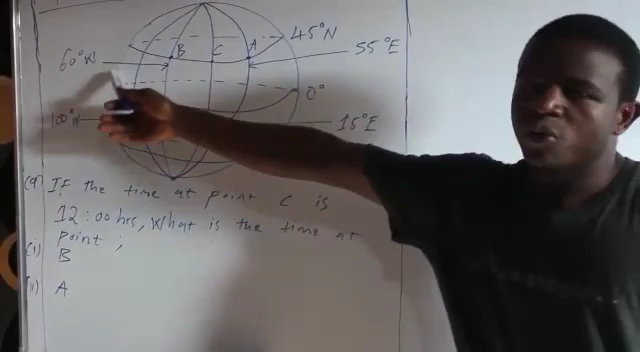 45°N
B
C
A
60°W
55°E
0°
100°W
15°E
(a) If the time at point C is
12:00 hrs, What is the time at
point ;
(i) B
(ii) A